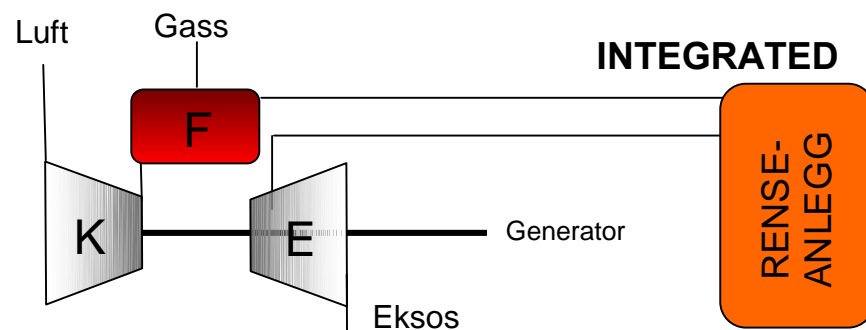 Luft
Gass
INTEGRATED
F
K
E
Generator
RENSE-
ANLEGG
Eksos